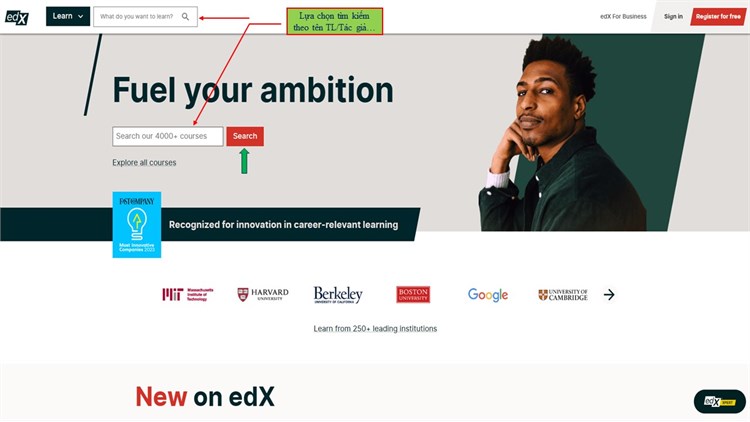 edX
Learn
What do you want to learn?
Lựa chọn tìm kiếm
theo tên TL/Tác giả…
edX For Business
Sign in
Register for free
Fuel your ambition
Search our 4000+ courses
Search
Explore all courses
FAST COMPANY
Most Innovative
Companies 2023
Recognized for innovation in career-relevant learning
MIT
Massachusetts
Institute of
Technology
HARVARD
UNIVERSITY
Berkeley
UNIVERSITY OF CALIFORNIA
BOSTON
UNIVERSITY
Google
UNIVERSITY OF
CAMBRIDGE
Learn from 250+ leading institutions
New on edX
edX